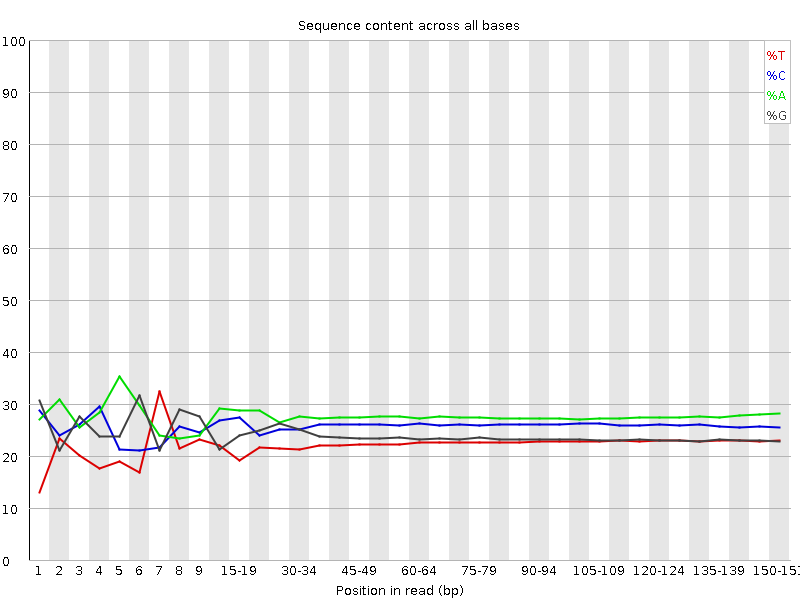 Sequence content across all bases
100
90
80
70
60
50
40
30
20
10
0
%T
%C
%A
%G
1 2 3 4 5 6 7 8 9 15-19 30-34 45-49 60-64 75-79 90-94 105-109 120-124 135-139 150-151
Position in read (bp)